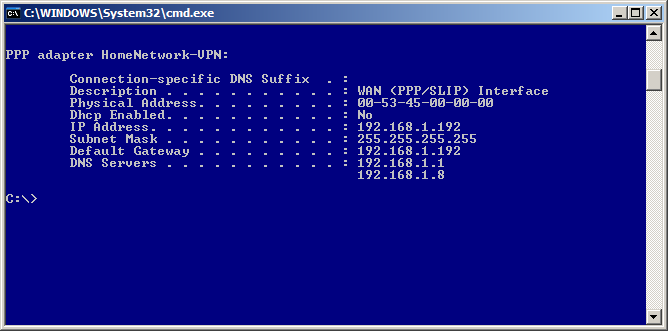 C:\WINDOWS\System32\cmd.exe
PPP adapter HomeNetwork-VPN:
Connection-specific DNS Suffix  . :
Description . . . . . . . . . . . : WAN (PPP/SLIP) Interface
Physical Address. . . . . . . . . : 00-53-45-00-00-00
Dhcp Enabled. . . . . . . . . . . : No
IP Address. . . . . . . . . . . . : 192.168.1.192
Subnet Mask . . . . . . . . . . . : 255.255.255.255
Default Gateway . . . . . . . . . : 192.168.1.192
DNS Servers . . . . . . . . . . . : 192.168.1.1
192.168.1.8
C:\>